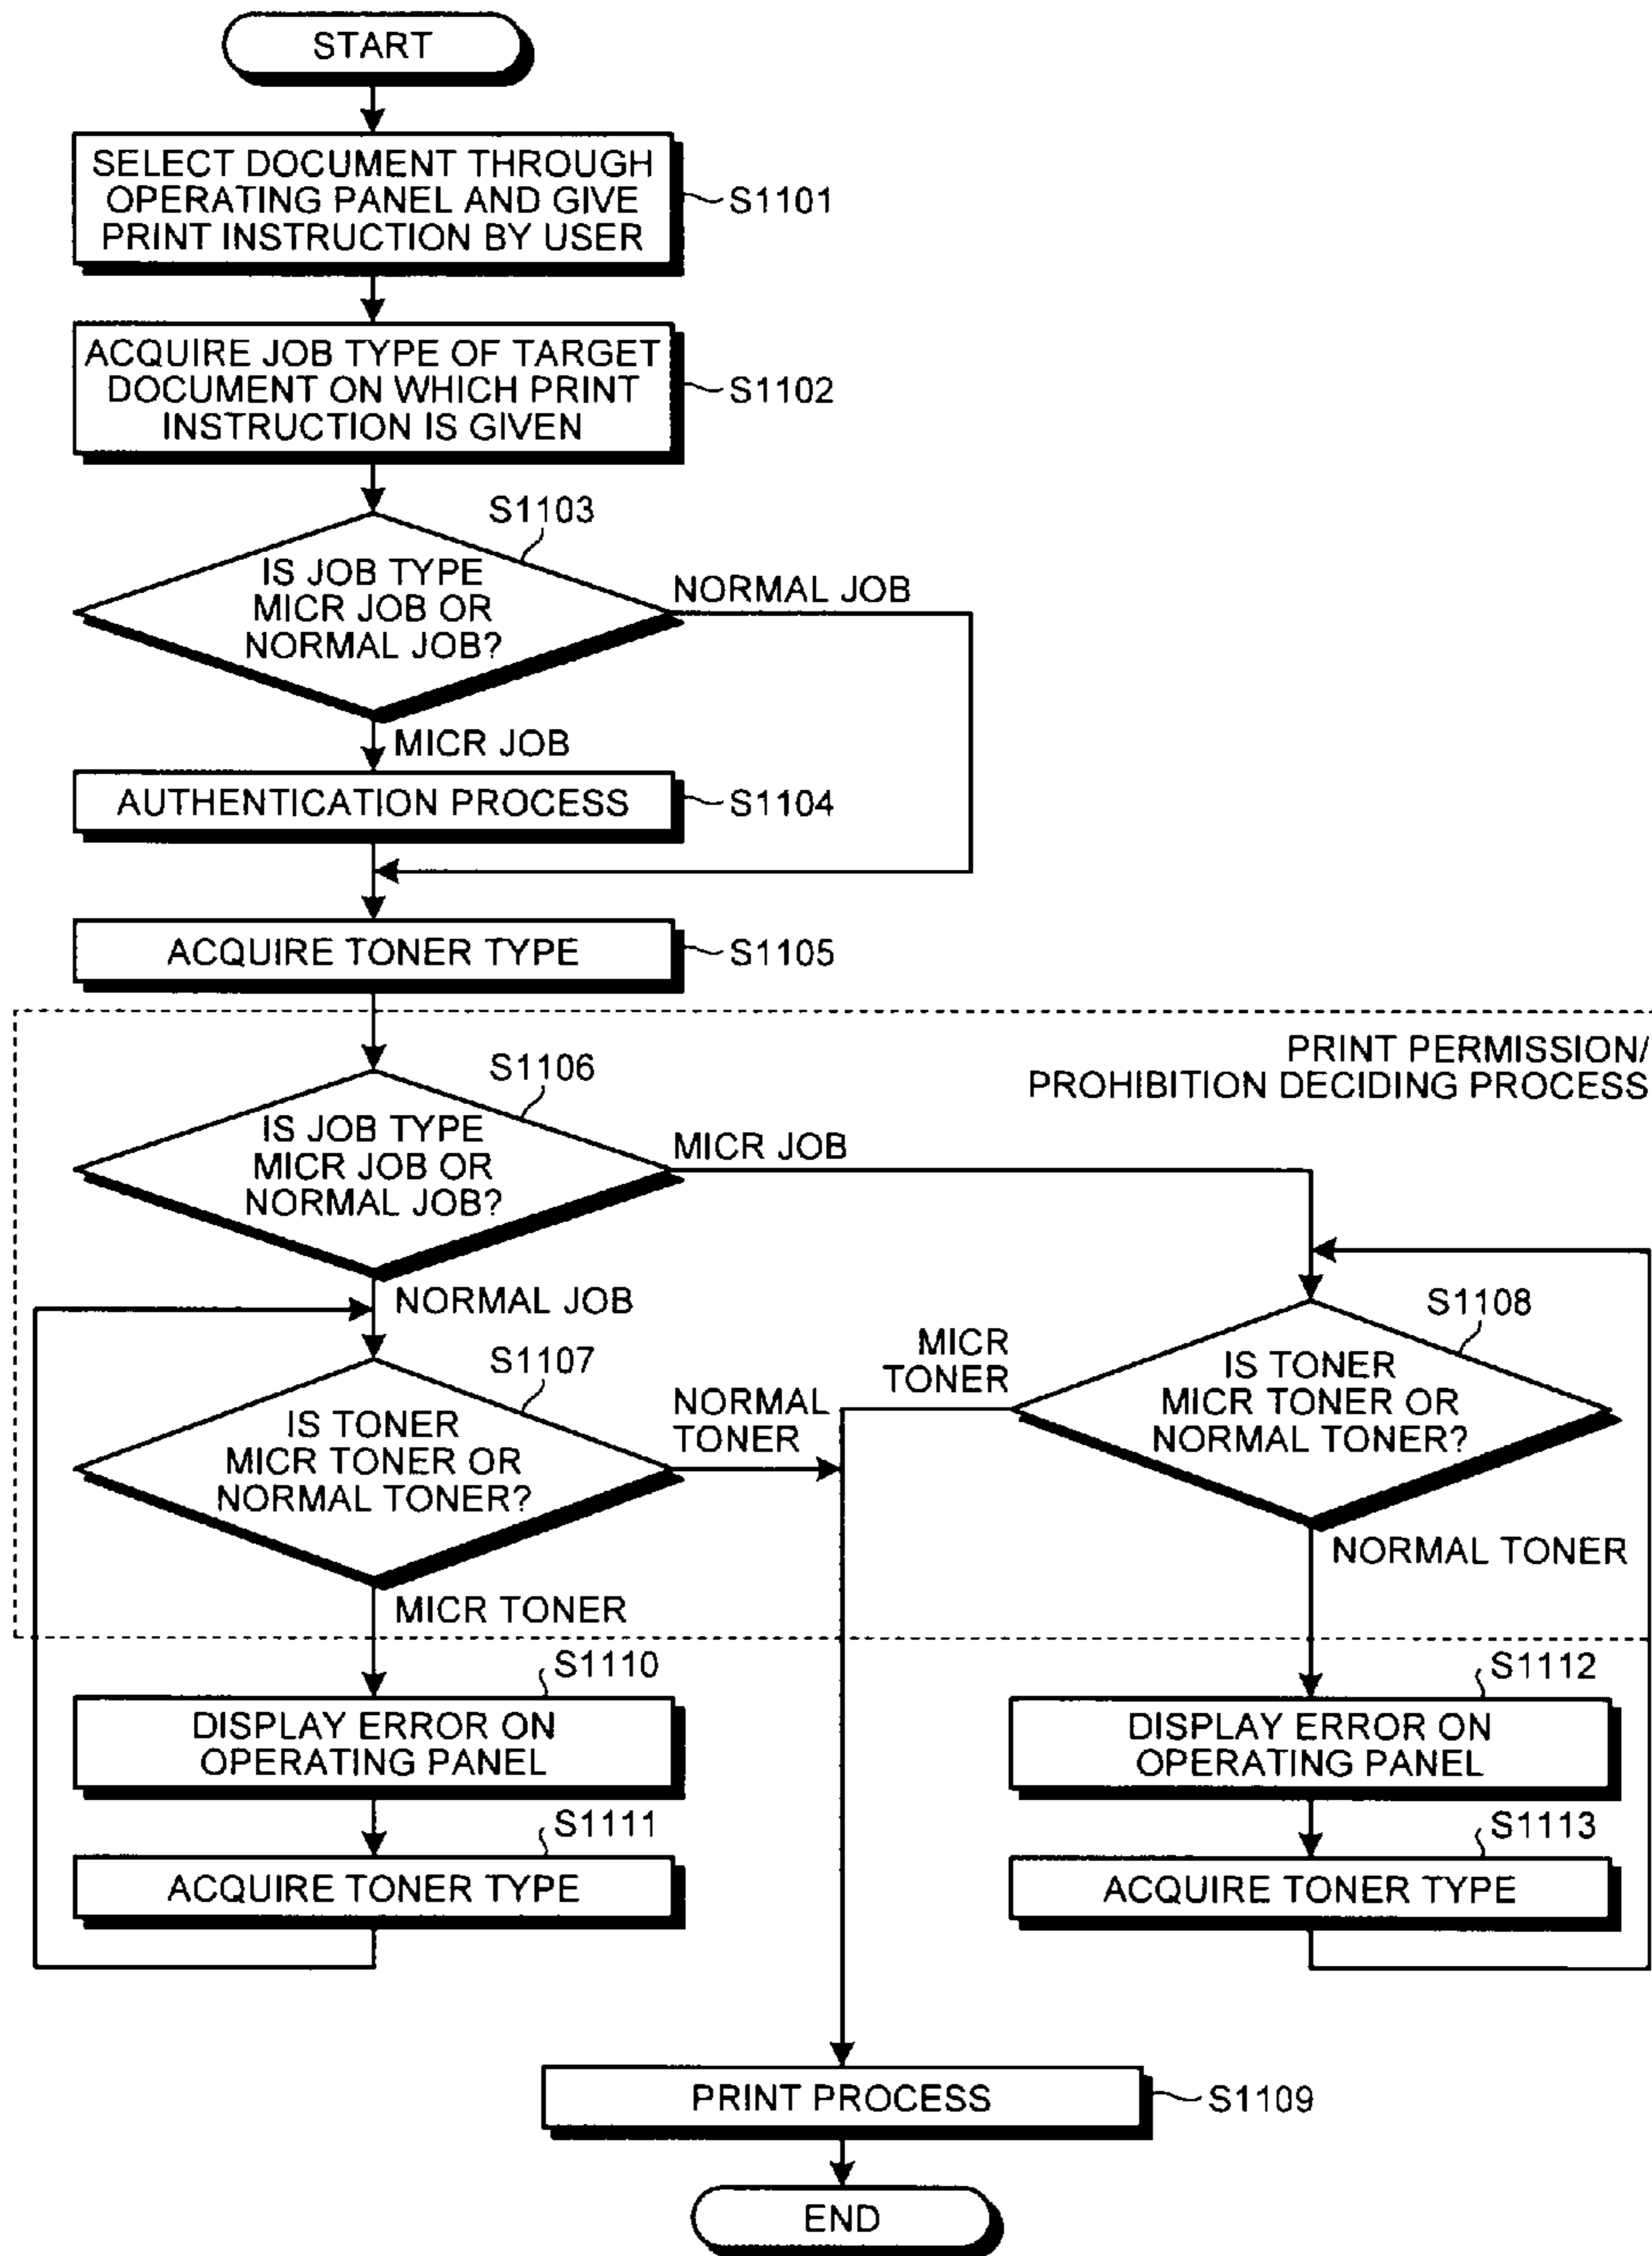 START
SELECT DOCUMENT THROUGH
OPERATING PANEL AND GIVE
PRINT INSTRUCTION BY USER
S1101
ACQUIRE JOB TYPE OF TARGET
DOCUMENT ON WHICH PRINT
INSTRUCTION IS GIVEN
S1102
S1103
IS JOB TYPE
MICR JOB OR
NORMAL JOB?
NORMAL JOB
MICR JOB
AUTHENTICATION PROCESS
S1104
ACQUIRE TONER TYPE
S1105
PRINT PERMISSION/
PROHIBITION DECIDING PROCESS
S1106
IS JOB TYPE
MICR JOB OR
NORMAL JOB?
MICR JOB
NORMAL JOB
S1107
IS TONER
MICR TONER OR
NORMAL TONER?
NORMAL
TONER
MICR TONER
S1108
MICR
TONER
IS TONER
MICR TONER OR
NORMAL TONER?
NORMAL TONER
S1110
DISPLAY ERROR ON
OPERATING PANEL
S1111
ACQUIRE TONER TYPE
S1112
DISPLAY ERROR ON
OPERATING PANEL
S1113
ACQUIRE TONER TYPE
PRINT PROCESS
S1109
END